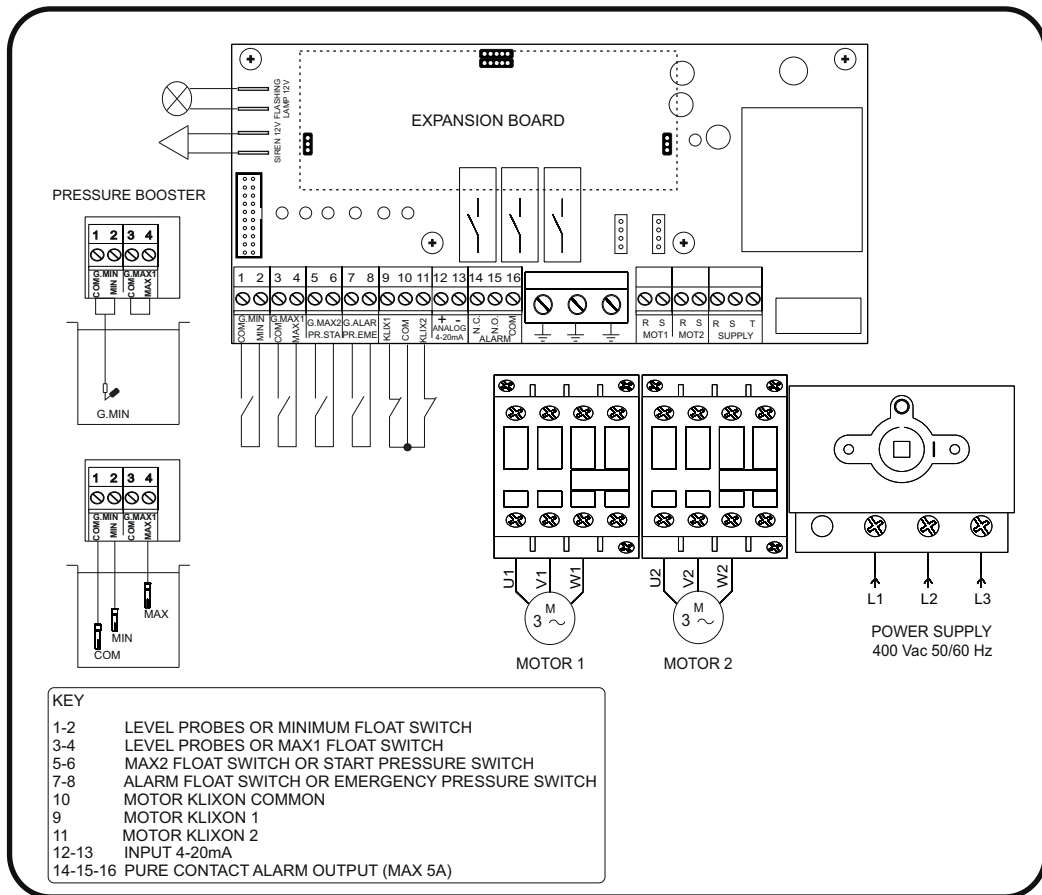 FLASHING
LAMP 12V
SIREN 12V
EXPANSION BOARD
PRESSURE BOOSTER
1 2 3 4
COM G.MIN MIN COM G.MAX1 MAX
G.MIN
1 2 3 4 5 6 7 8 9 10 11 12 13 14 15 16
COM G.MIN MIN COM G.MAX1 MAX1 G.MAX2 G.ALAR KLIX1 COM KLIX2 + - N.C. N.O. COM
PR.STA PR.EME ANALOG ALARM
4-20mA
R S R S R S T
MOT1 MOT2 SUPPLY
1 2 3 4
COM G.MIN MIN COM G.MAX1 MAX
MAX
MIN
COM
U1 V1 W1
M
3 ~
MOTOR 1
U2 V2 W2
M
3 ~
MOTOR 2
I
L1 L2 L3
POWER SUPPLY
400 Vac 50/60 Hz
KEY
1-2 LEVEL PROBES OR MINIMUM FLOAT SWITCH
3-4 LEVEL PROBES OR MAX1 FLOAT SWITCH
5-6 MAX2 FLOAT SWITCH OR START PRESSURE SWITCH
7-8 ALARM FLOAT SWITCH OR EMERGENCY PRESSURE SWITCH
10 MOTOR KLIXON COMMON
9 MOTOR KLIXON 1
11 MOTOR KLIXON 2
12-13 INPUT 4-20mA
14-15-16 PURE CONTACT ALARM OUTPUT (MAX 5A)